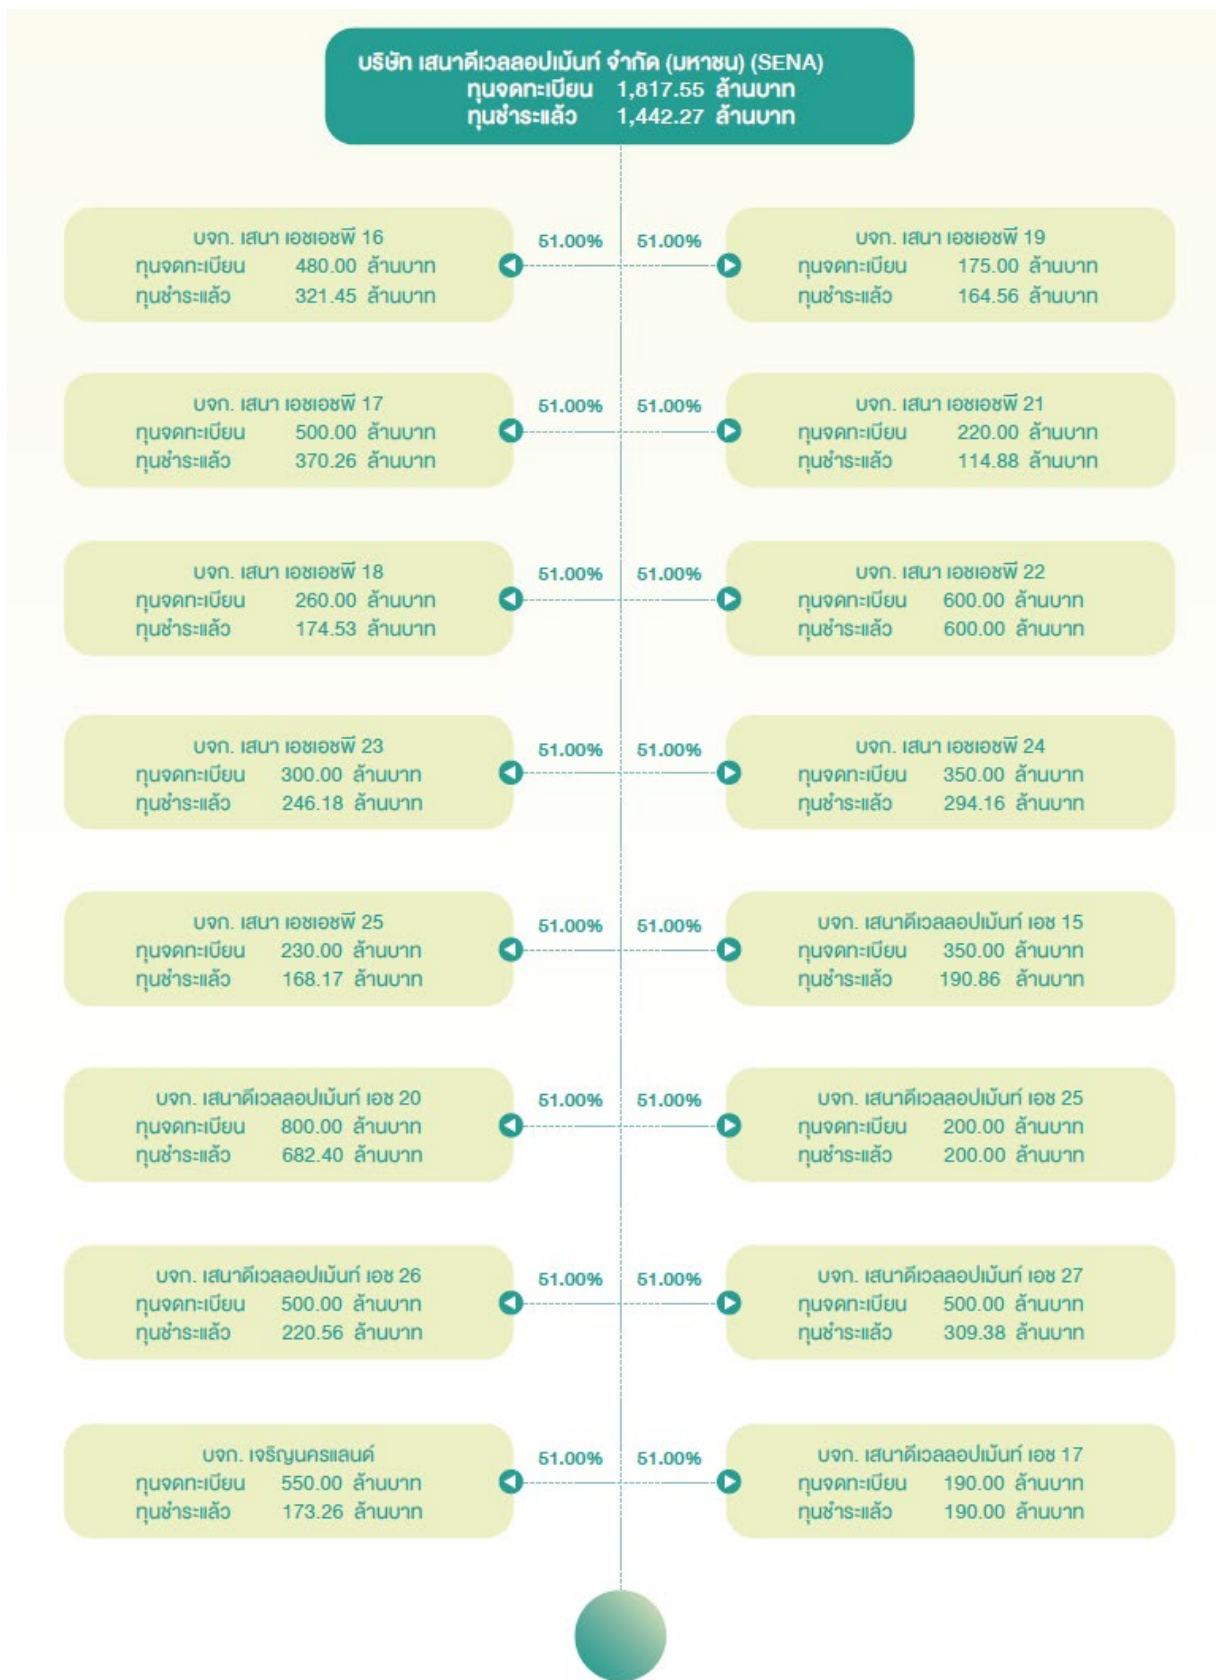 บริษัท เสนาดีเวลลอปเม้นท์ จำกัด (มหาชน) (SENA)
ทุนจดทะเบียน 1,817.55 ล้านบาท
ทุนชำระแล้ว 1,442.27 ล้านบาท
บจก. เสนา เอชเอชพี 16
ทุนจดทะเบียน 480.00 ล้านบาท
ทุนชำระแล้ว 321.45 ล้านบาท
51.00% 51.00%
บจก. เสนา เอชเอชพี 19
ทุนจดทะเบียน 175.00 ล้านบาท
ทุนชำระแล้ว 164.56 ล้านบาท
บจก. เสนา เอชเอชพี 17
ทุนจดทะเบียน 500.00 ล้านบาท
ทุนชำระแล้ว 370.26 ล้านบาท
51.00% 51.00%
บจก. เสนา เอชเอชพี 21
ทุนจดทะเบียน 220.00 ล้านบาท
ทุนชำระแล้ว 114.88 ล้านบาท
บจก. เสนา เอชเอชพี 18
ทุนจดทะเบียน 260.00 ล้านบาท
ทุนชำระแล้ว 174.53 ล้านบาท
51.00% 51.00%
บจก. เสนา เอชเอชพี 22
ทุนจดทะเบียน 600.00 ล้านบาท
ทุนชำระแล้ว 600.00 ล้านบาท
บจก. เสนา เอชเอชพี 23
ทุนจดทะเบียน 300.00 ล้านบาท
ทุนชำระแล้ว 246.18 ล้านบาท
51.00% 51.00%
บจก. เสนา เอชเอชพี 24
ทุนจดทะเบียน 350.00 ล้านบาท
ทุนชำระแล้ว 294.16 ล้านบาท
บจก. เสนา เอชเอชพี 25
ทุนจดทะเบียน 230.00 ล้านบาท
ทุนชำระแล้ว 168.17 ล้านบาท
51.00% 51.00%
บจก. เสนาดีเวลลอปเม้นท์ เอช 15
ทุนจดทะเบียน 350.00 ล้านบาท
ทุนชำระแล้ว 190.86 ล้านบาท
บจก. เสนาดีเวลลอปเม้นท์ เอช 20
ทุนจดทะเบียน 800.00 ล้านบาท
ทุนชำระแล้ว 682.40 ล้านบาท
51.00% 51.00%
บจก. เสนาดีเวลลอปเม้นท์ เอช 25
ทุนจดทะเบียน 200.00 ล้านบาท
ทุนชำระแล้ว 200.00 ล้านบาท
บจก. เสนาดีเวลลอปเม้นท์ เอช 26
ทุนจดทะเบียน 500.00 ล้านบาท
ทุนชำระแล้ว 220.56 ล้านบาท
51.00% 51.00%
บจก. เสนาดีเวลลอปเม้นท์ เอช 27
ทุนจดทะเบียน 500.00 ล้านบาท
ทุนชำระแล้ว 309.38 ล้านบาท
บจก. เจริญนครแลนด์
ทุนจดทะเบียน 550.00 ล้านบาท
ทุนชำระแล้ว 173.26 ล้านบาท
51.00% 51.00%
บจก. เสนาดีเวลลอปเม้นท์ เอช 17
ทุนจดทะเบียน 190.00 ล้านบาท
ทุนชำระแล้ว 190.00 ล้านบาท